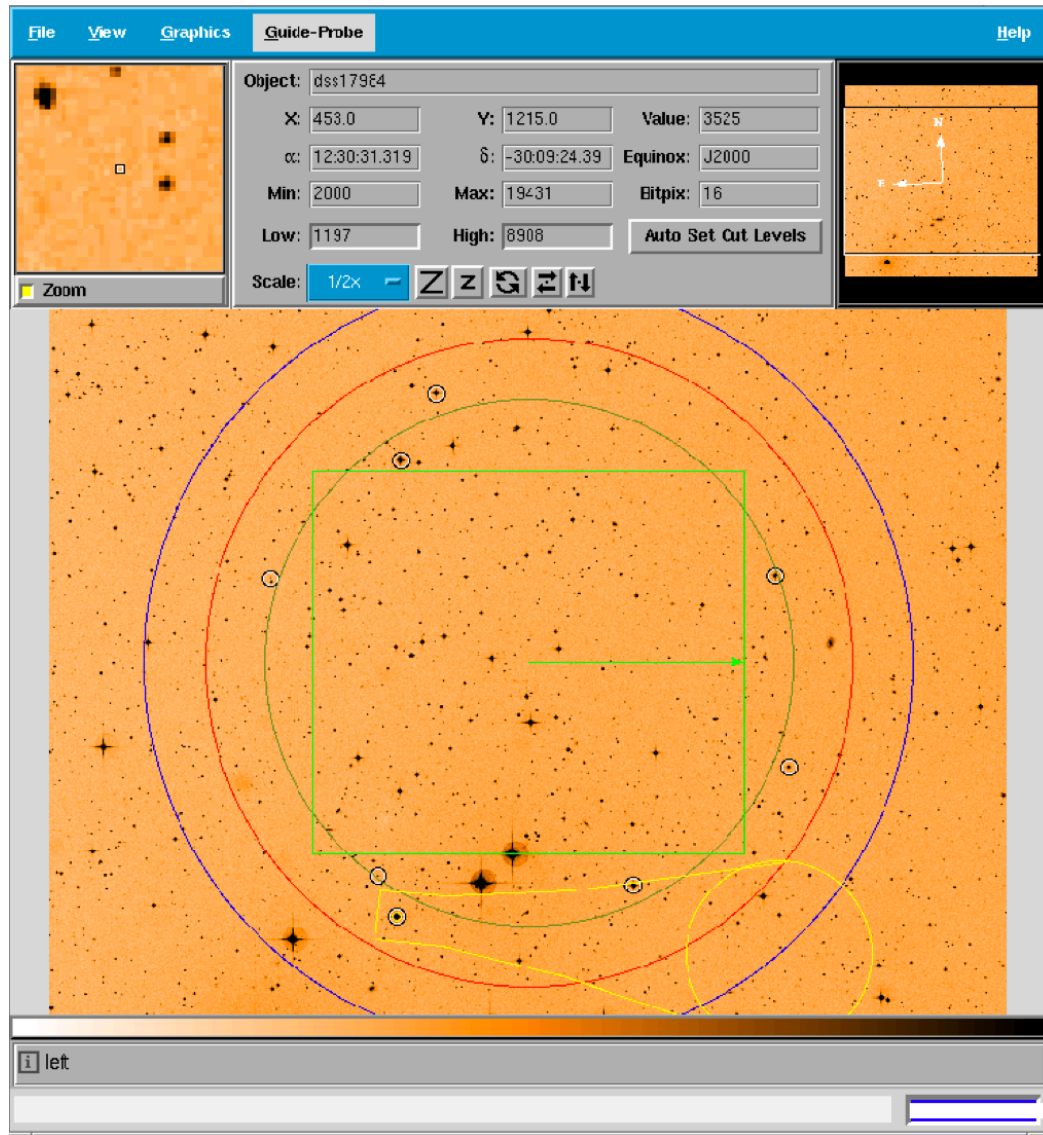 File View Graphics Guide-Probe Help
Object: dss17984
X: 453.0 Y: 1215.0 Value: 3525
α: 12:30:31.319 δ: -30:09:24.39 Equinox: J2000
Min: 2000 Max: 19431 Bitpix: 16
Low: 1197 High: 8908 Auto Set Cut Levels
Scale: 1/2x Z z
Zoom
N
E
left